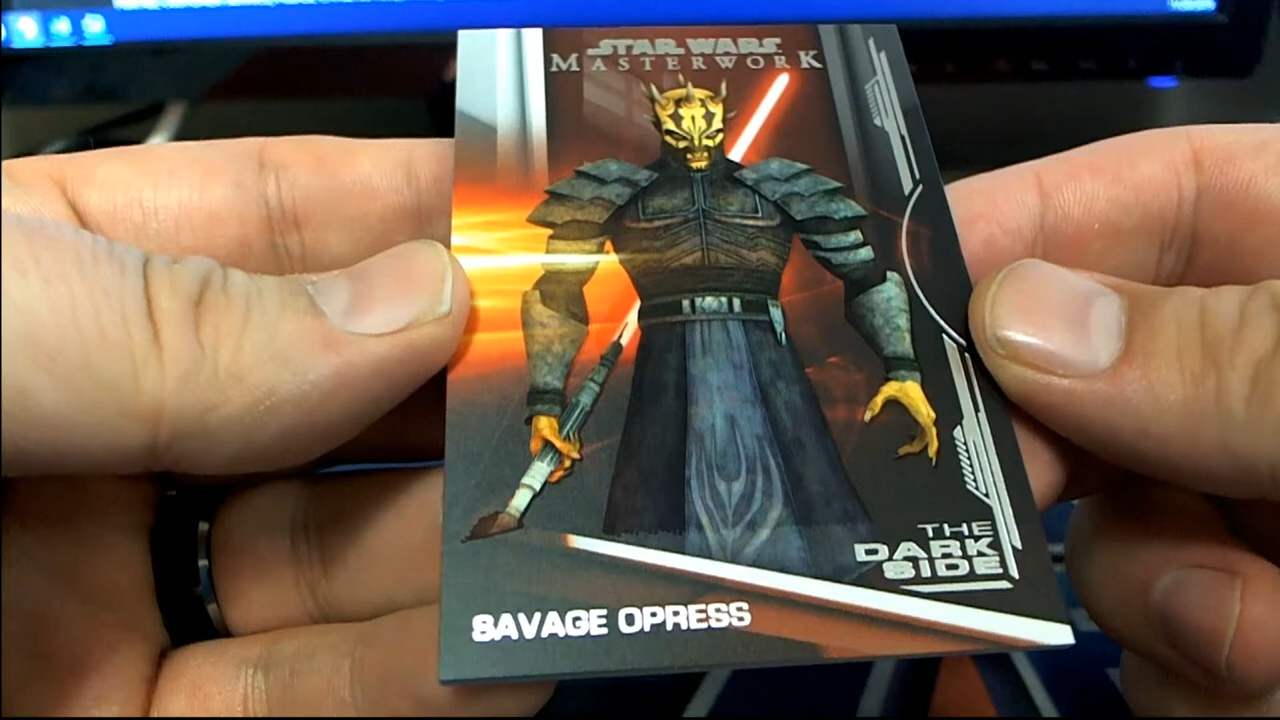 STAR WARS
MASTERWORK
THE
DARK
SIDE
SAVAGE OPRESS